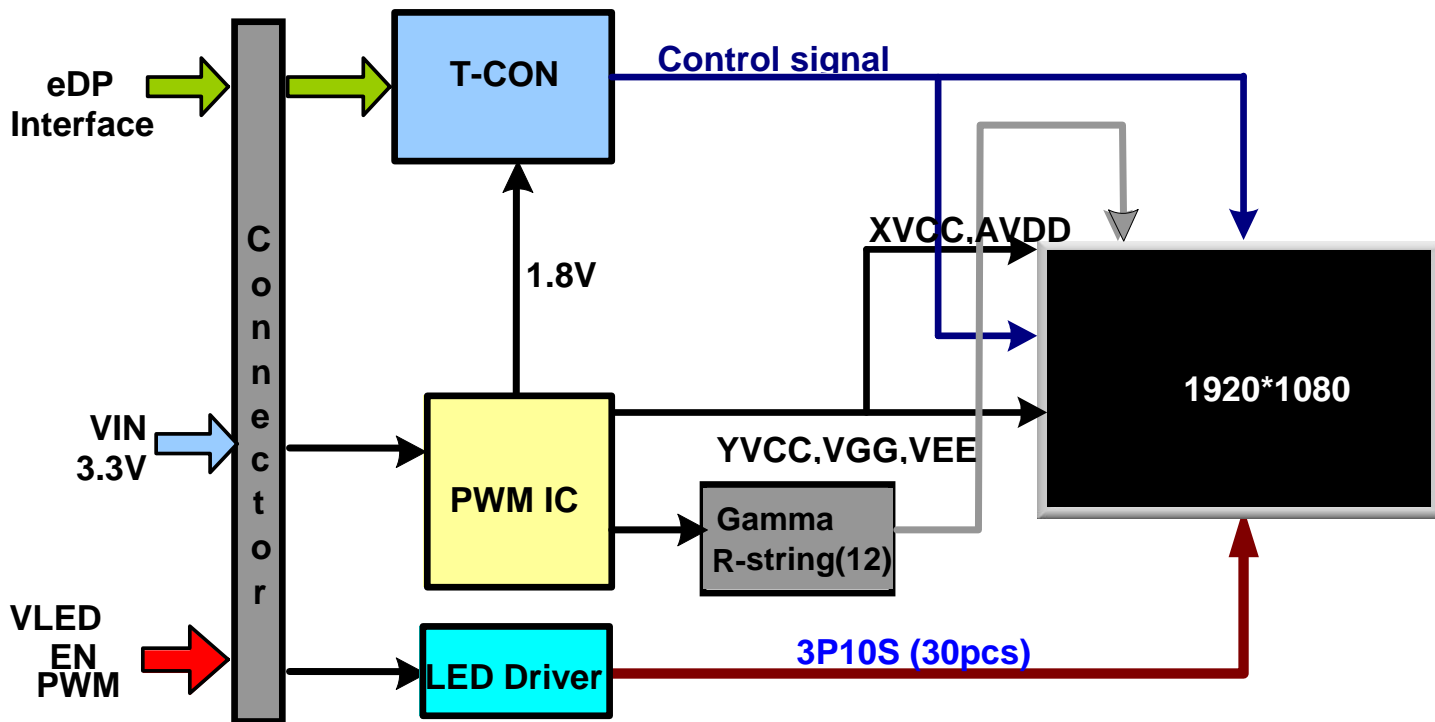 eDP
Interface
T-CON
Control signal
Connector
1.8V
XVCC,AVDD
1920*1080
VIN
3.3V
PWM IC
YVCC,VGG,VEE
Gamma
R-string(12)
VLED
EN
PWM
LED Driver
3P10S (30pcs)